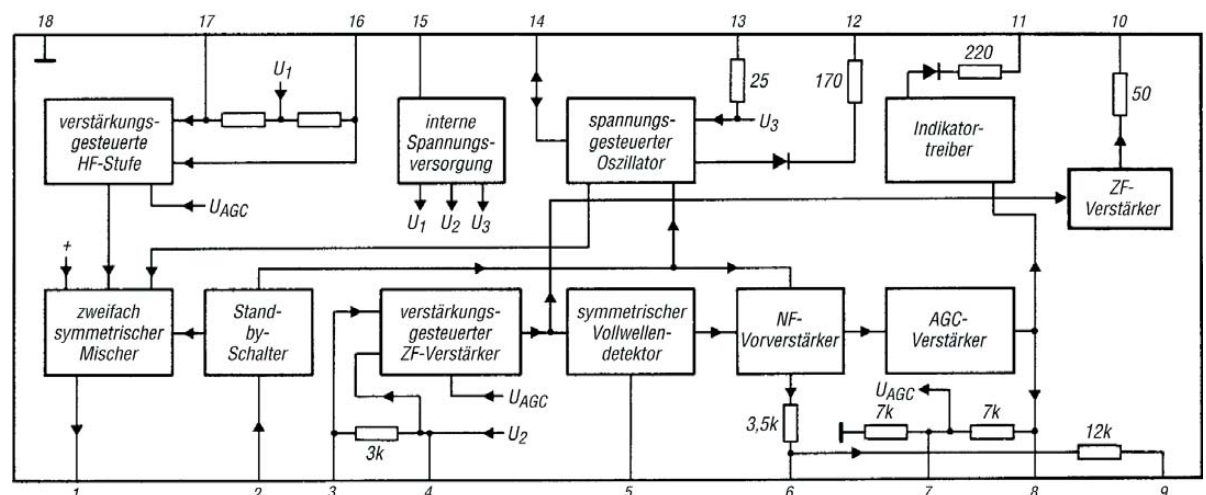 18
17
16
15
14
13
12
11
10
U1
25
170
220
50
verstärkungs-
gesteuerte
HF-Stufe
interne
Spannungs-
versorgung
spannungs-
gesteuerter
Oszillator
U3
Indikator-
treiber
ZF-
Verstärker
UAGC
U1 U2 U3
+
zweifach
symmetrischer
Mischer
Stand-
by-
Schalter
verstärkungs-
gesteuerter
ZF-Verstärker
symmetrischer
Vollwellen-
detektor
NF-
Vorverstärker
AGC-
Verstärker
UAGC
UAGC
3k
U2
3,5k
7k
7k
12k
1
2
3
4
5
6
7
8
9